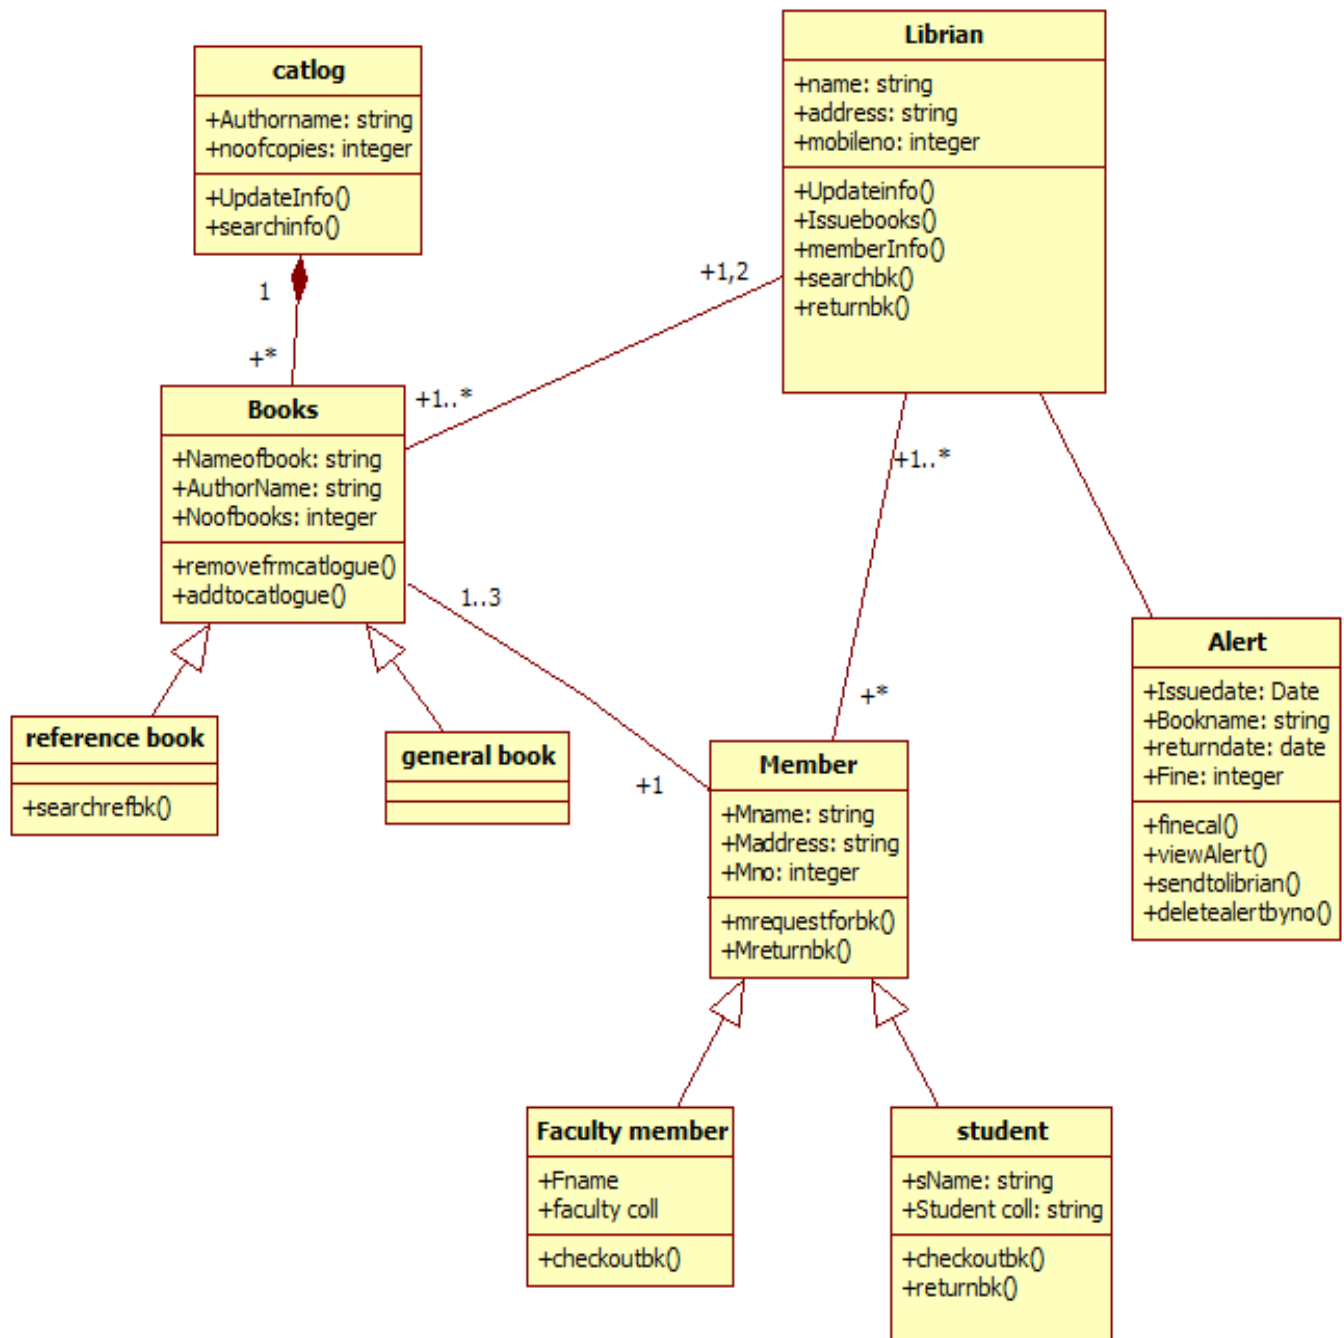 catlog
+Authorname: string
+noofcopies: integer
+UpdateInfo()
+searchinfo()
Librian
+name: string
+address: string
+mobileno: integer
+Updateinfo()
+Issuebooks()
+memberInfo()
+searchbk()
+returnbk()
1
+*
+1,2
+1..*
Books
+Nameofbook: string
+AuthorName: string
+Noofbooks: integer
+removefrmcatlogue()
+addtocatlogue()
+1..*
+*
1..3
+1
reference book
+searchrefbk()
general book
Member
+Mname: string
+Maddress: string
+Mno: integer
+mrequestforbk()
+Mreturnbk()
Alert
+Issuedate: Date
+Bookname: string
+returndate: date
+Fine: integer
+finecal()
+viewAlert()
+sendtolibrian()
+deletealertbyno()
Faculty member
+Fname
+faculty coll
+checkoutbk()
student
+sName: string
+Student coll: string
+checkoutbk()
+returnbk()